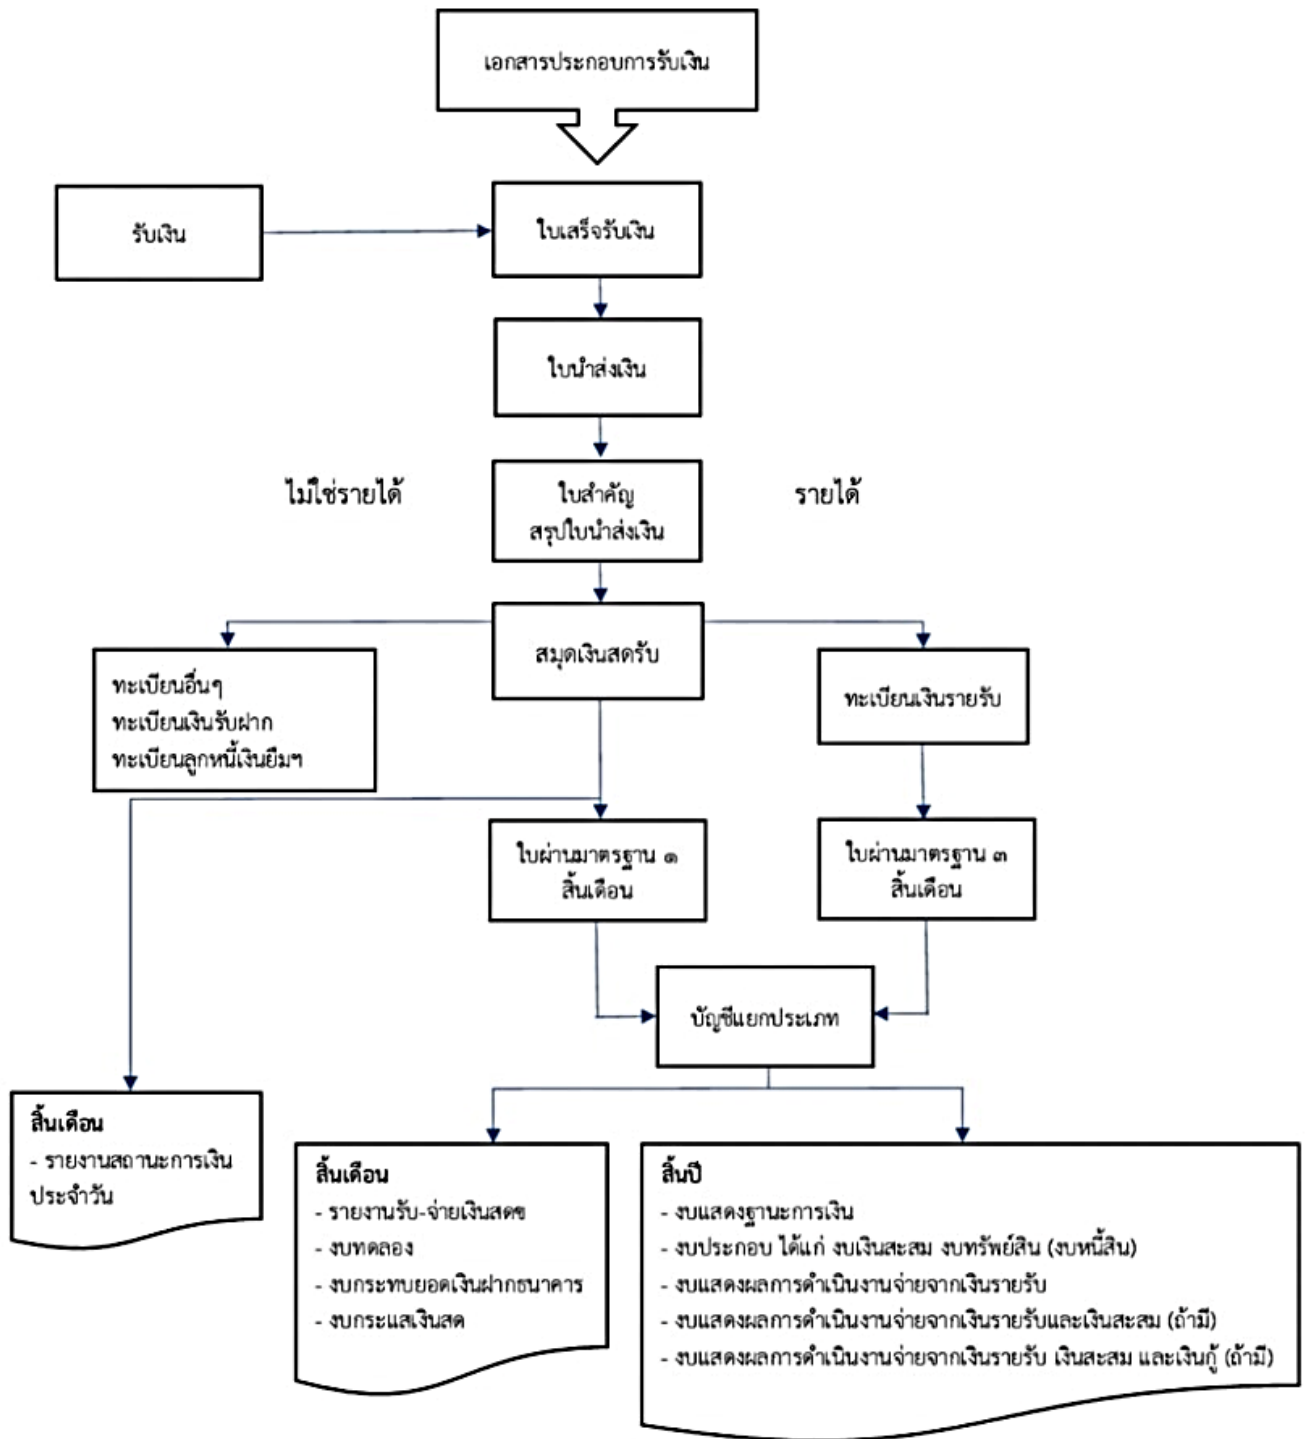 เอกสารประกอบการรับเงิน
รับเงิน
ใบเสร็จรับเงิน
ใบนำส่งเงิน
ไม่ใช่รายได้
ใบสำคัญ
สรุปใบนำส่งเงิน
รายได้
สมุดเงินสดรับ
ทะเบียนอื่นๆ
ทะเบียนเงินรับฝาก
ทะเบียนลูกหนี้เงินยืมฯ
ทะเบียนเงินรายรับ
ใบผ่านมาตรฐาน ๑
สิ้นเดือน
ใบผ่านมาตรฐาน ๓
สิ้นเดือน
บัญชีแยกประเภท
สิ้นเดือน
- รายงานสถานะการเงิน
ประจำวัน
สิ้นเดือน
- รายงานรับ-จ่ายเงินสดข
- งบทดลอง
- งบกระทบยอดเงินฝากธนาคาร
- งบกระแสเงินสด
สิ้นปี
- งบแสดงฐานะการเงิน
- งบประกอบ ได้แก่ งบเงินสะสม งบทรัพย์สิน (งบหนี้สิน)
- งบแสดงผลการดำเนินงานจ่ายจากเงินรายรับ
- งบแสดงผลการดำเนินงานจ่ายจากเงินรายรับและเงินสะสม (ถ้ามี)
- งบแสดงผลการดำเนินงานจ่ายจากเงินรายรับ เงินสะสม และเงินกู้ (ถ้ามี)